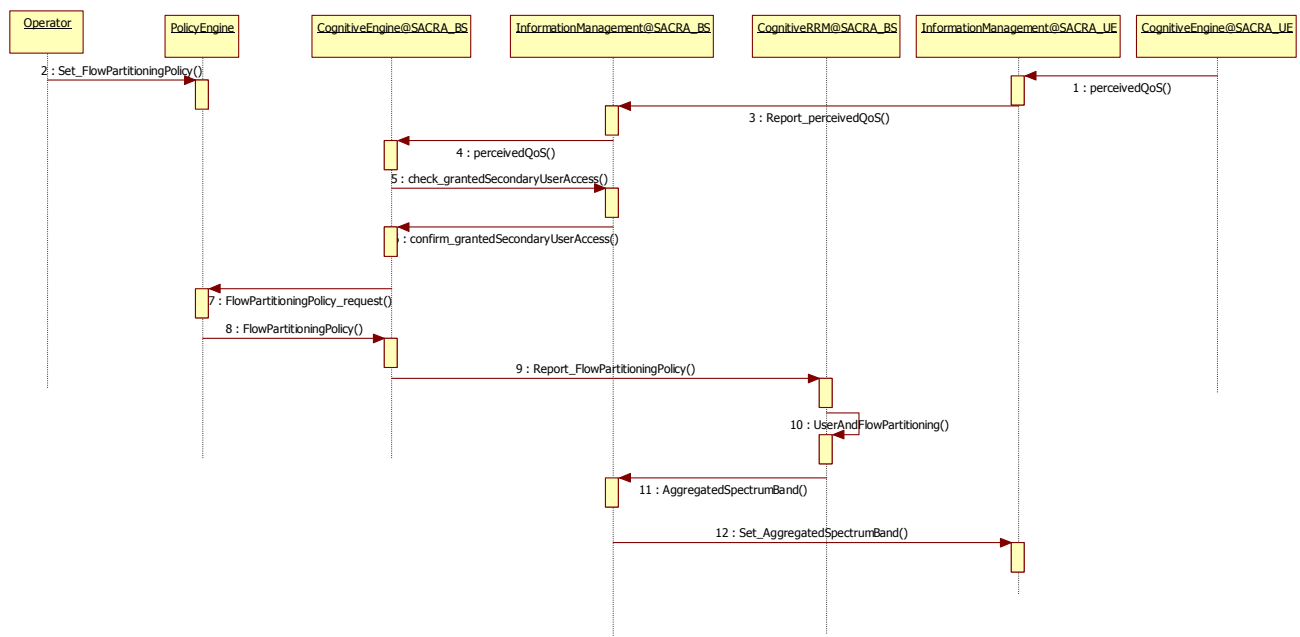 Operator
PolicyEngine
CognitiveEngine@SACRA_BS
InformationManagement@SACRA_BS
CognitiveRRM@SACRA_BS
InformationManagement@SACRA_UE
CognitiveEngine@SACRA_UE
2 : Set_FlowPartitioningPolicy()
1 : perceivedQoS()
3 : Report_perceivedQoS()
4 : perceivedQoS()
5 : check_grantedSecondaryUserAccess()
6 : confirm_grantedSecondaryUserAccess()
7 : FlowPartitioningPolicy_request()
8 : FlowPartitioningPolicy()
9 : Report_FlowPartitioningPolicy()
10 : UserAndFlowPartitioning()
11 : AggregatedSpectrumBand()
12 : Set_AggregatedSpectrumBand()